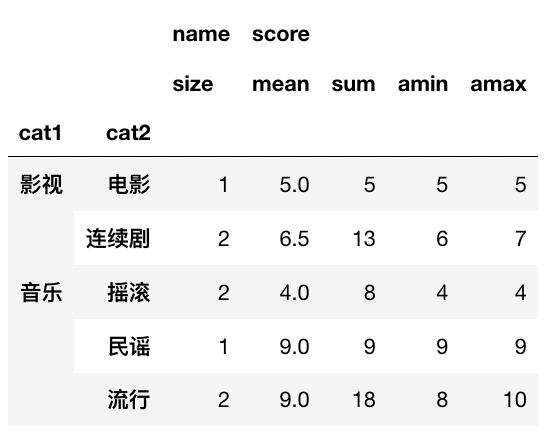 name score
size mean sum amin amax
cat1 cat2
影视 电影 1 5.0 5 5 5
连续剧 2 6.5 13 6 7
音乐 摇滚 2 4.0 8 4 4
民谣 1 9.0 9 9 9
流行 2 9.0 18 8 10